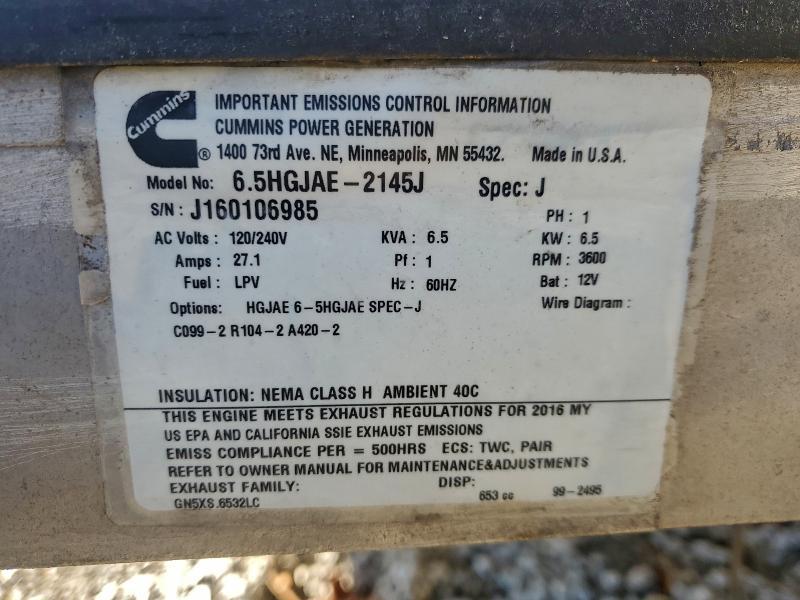 Cummins
IMPORTANT EMISSIONS CONTROL INFORMATION
CUMMINS POWER GENERATION
® 1400 73rd Ave. NE, Minneapolis, MN 55432. Made in U.S.A.
Model No: 6.5HGJAE-2145J Spec: J
S/N: J160106985 PH: 1
AC Volts: 120/240V KVA: 6.5 KW: 6.5
Amps: 27.1 Pf: 1 RPM: 3600
Fuel: LPV Hz: 60HZ Bat: 12V
Options: HGJAE 6-5HGJAE SPEC-J Wire Diagram:
C099-2 R104-2 A420-2
INSULATION: NEMA CLASS H AMBIENT 40C
THIS ENGINE MEETS EXHAUST REGULATIONS FOR 2016 MY
US EPA AND CALIFORNIA SSIE EXHAUST EMISSIONS
EMISS COMPLIANCE PER = 500HRS ECS: TWC, PAIR
REFER TO OWNER MANUAL FOR MAINTENANCE&ADJUSTMENTS
EXHAUST FAMILY: DISP:
GN5XS.6532LC 653 cc 99-2495